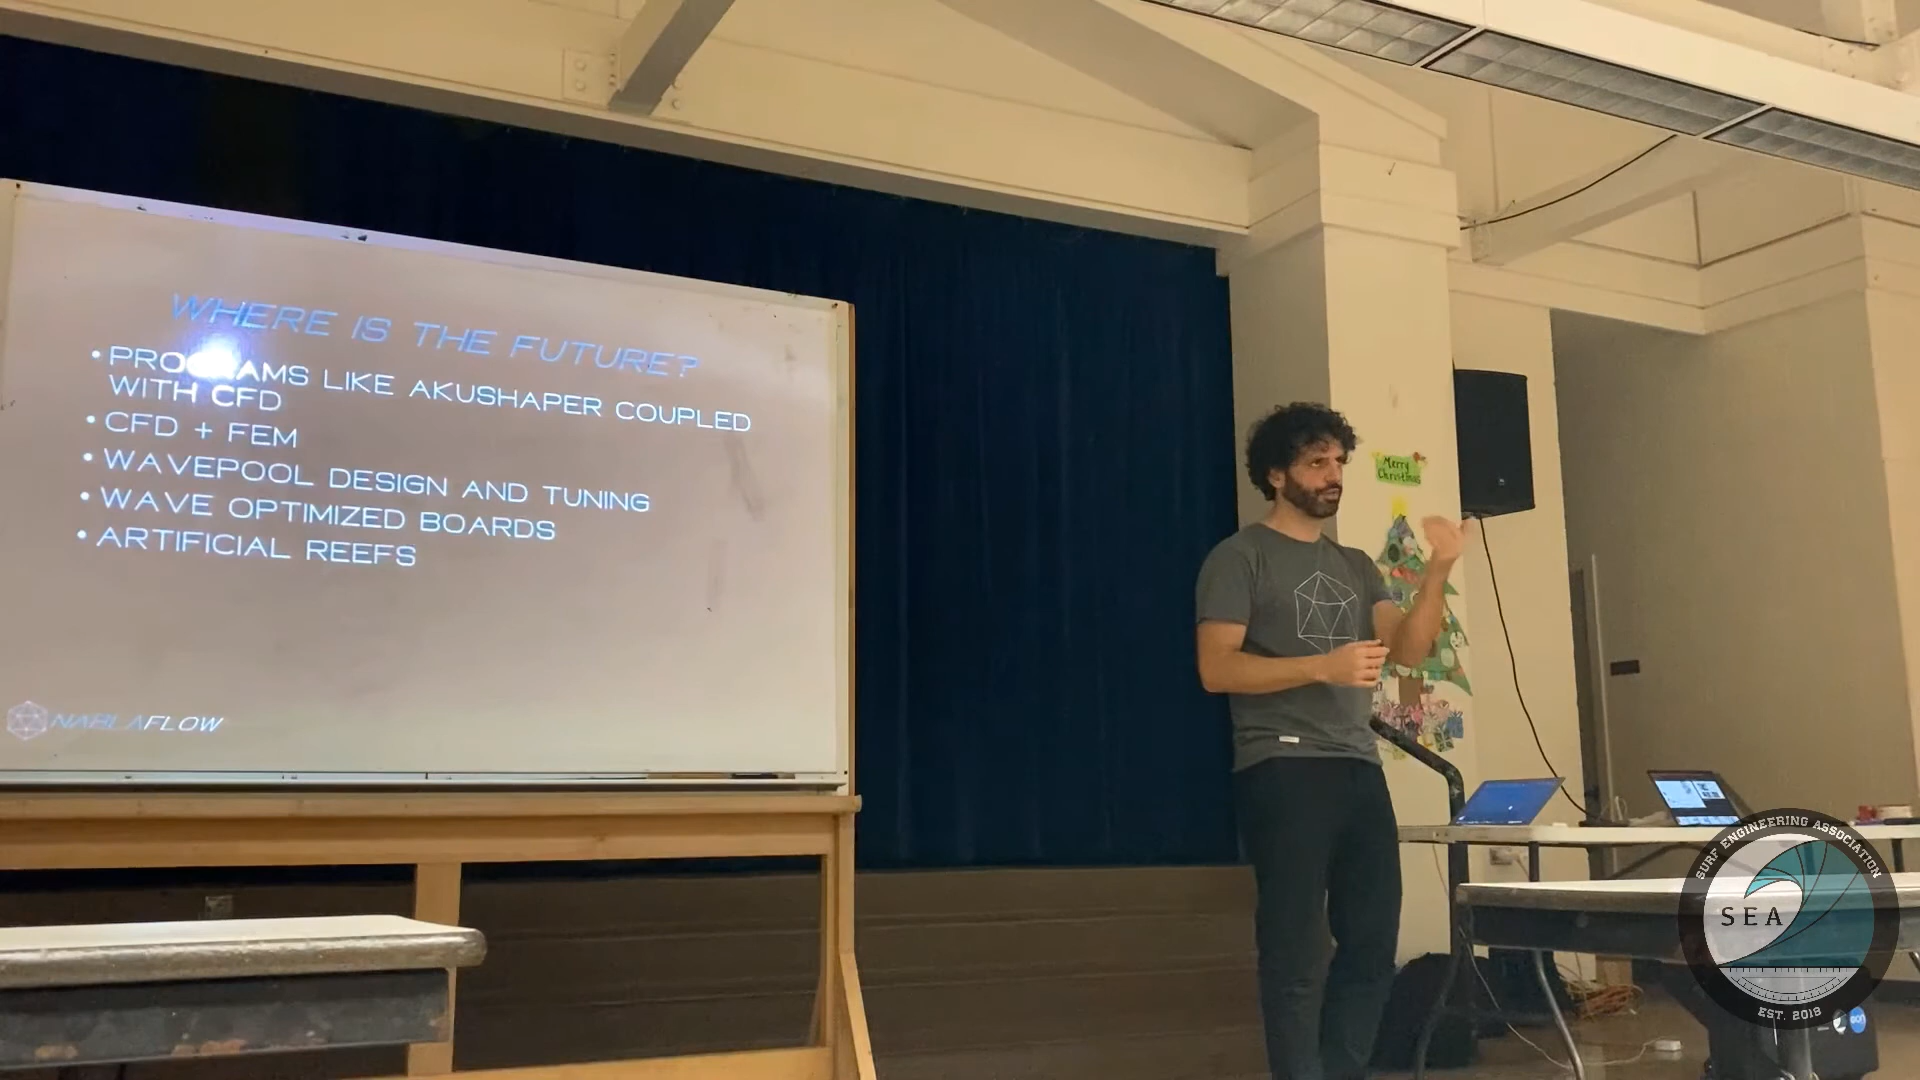 WHERE IS THE FUTURE?
• PROGRAMS LIKE AKUSHAPER COUPLED
WITH CFD
• CFD + FEM
• WAVEPOOL DESIGN AND TUNING
• WAVE OPTIMIZED BOARDS
• ARTIFICIAL REEFS
NABLAFLOW
Merry
Christmas
SURF ENGINEERING ASSOCIATION
SEA
EST. 2018